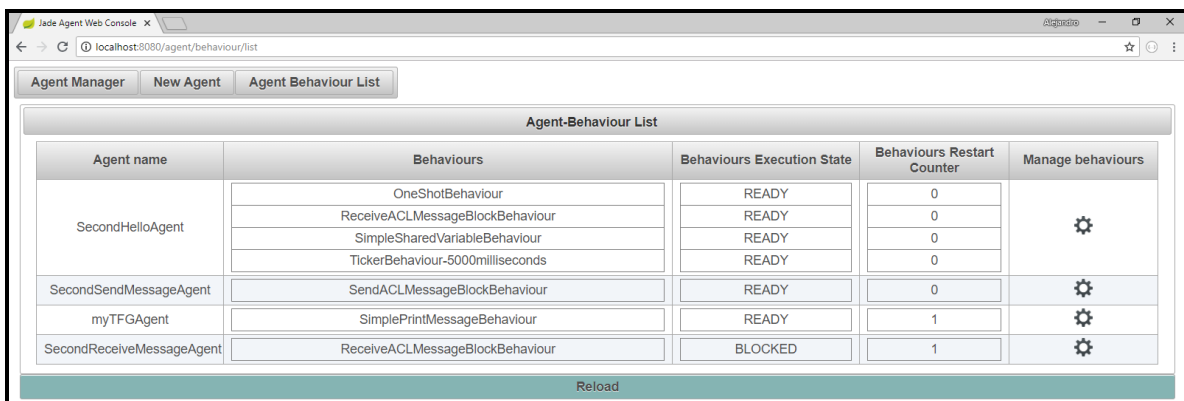 Jade Agent Web Console
Alejandro
localhost:8080/agent/behaviour/list
Agent Manager New Agent Agent Behaviour List
Agent-Behaviour List
Agent name Behaviours Behaviours Execution State Behaviours Restart Counter Manage behaviours
SecondHelloAgent
OneShotBehaviour READY 0
ReceiveACLMessageBlockBehaviour READY 0
SimpleSharedVariableBehaviour READY 0
TickerBehaviour-5000milliseconds READY 0
SecondSendMessageAgent SendACLMessageBlockBehaviour READY 0
myTFGAgent SimplePrintMessageBehaviour READY 1
SecondReceiveMessageAgent ReceiveACLMessageBlockBehaviour BLOCKED 1
Reload